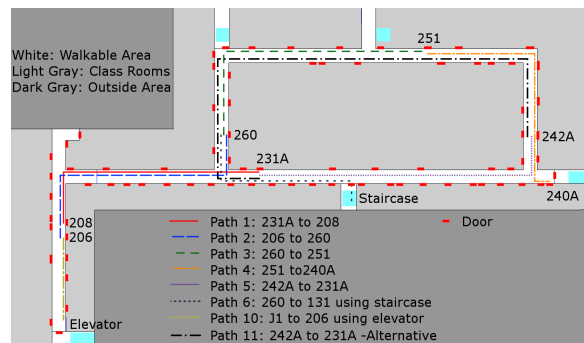 251
White: Walkable Area
Light Gray: Class Rooms
Dark Gray: Outside Area
260
242A
231A
240A
Staircase
208
206
Path 1: 231A to 208
Door
Path 2: 206 to 260
Path 3: 260 to 251
Path 4: 251 to240A
Path 5: 242A to 231A
Path 6: 260 to 131 using staircase
Path 10: J1 to 206 using elevator
Path 11: 242A to 231A -Alternative
Elevator